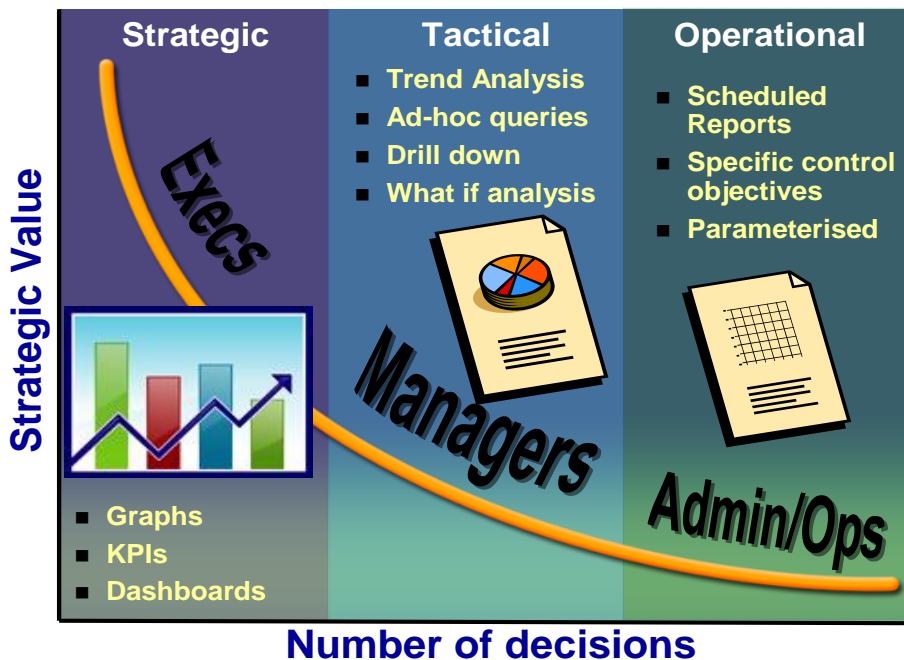 Strategic
Tactical
Operational
Trend Analysis
Ad-hoc queries
Drill down
What if analysis
Scheduled
Reports
Specific control
objectives
Parameterised
Execs
Managers
Admin/Ops
Graphs
KPIs
Dashboards
Strategic Value
Number of decisions